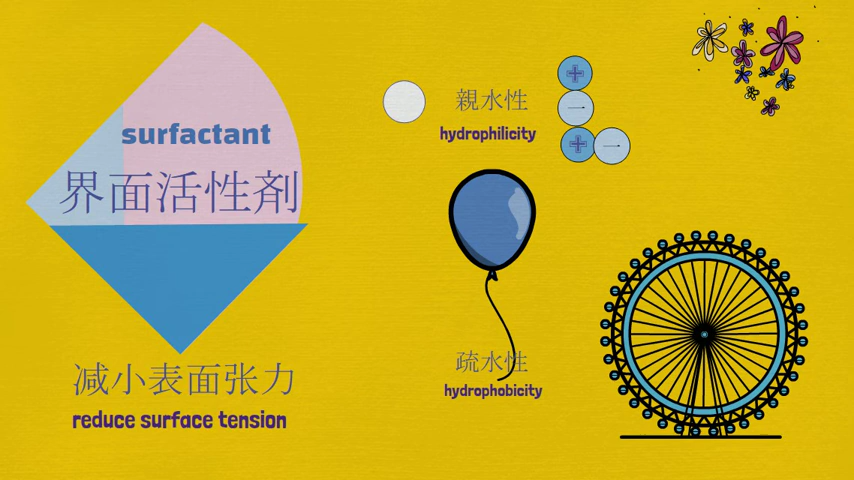 surfactant
界面活性剤
减小表面张力
reduce surface tension
親水性
hydrophilicity
疏水性
hydrophobicity